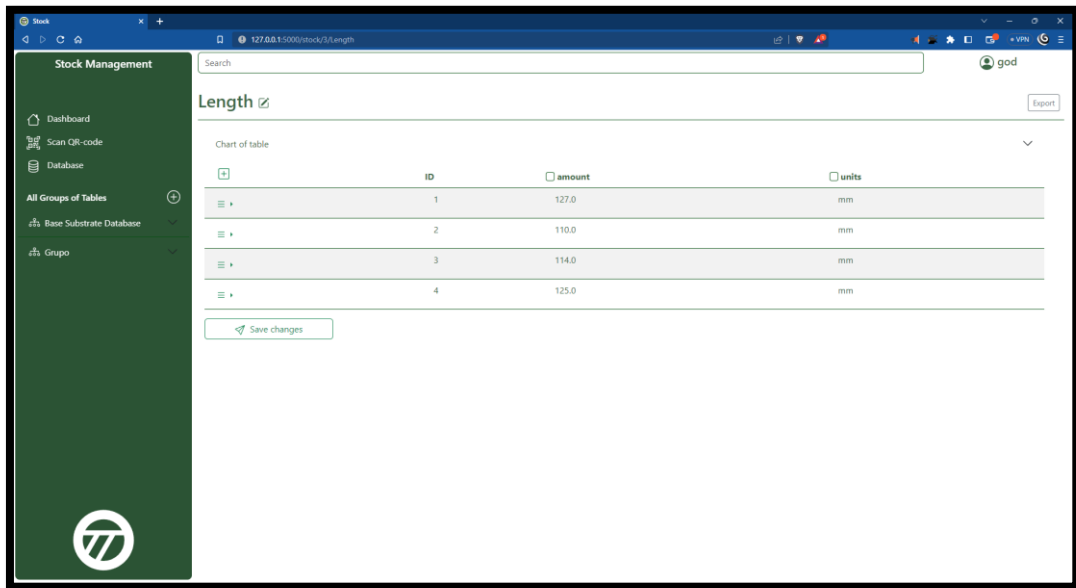 Stock
127.0.0.1:5000/stock/3/Length
VPN
Stock Management
Search
god
Length
Export
Dashboard
Scan QR-code
Database
All Groups of Tables
Base Substrate Database
Grupo
Chart of table
ID amount units
1 127.0 mm
2 110.0 mm
3 114.0 mm
4 125.0 mm
Save changes